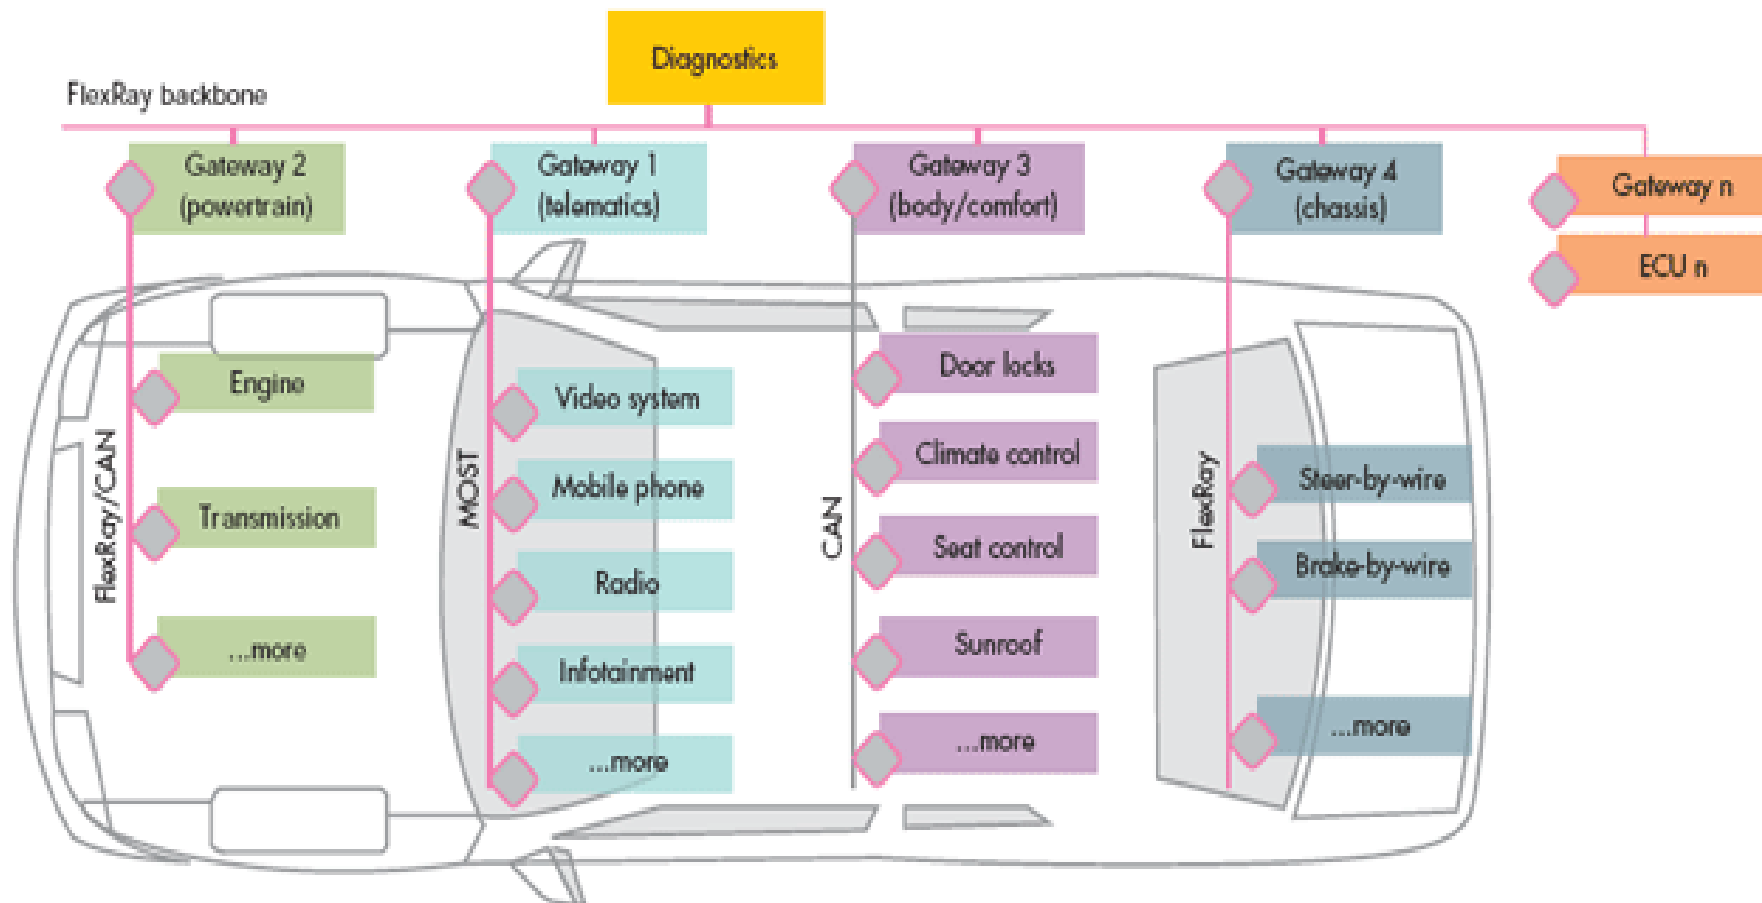 Diagnostics
FlexRay backbone
Gateway 2
(powertrain)
Gateway 1
(telematics)
Gateway 3
(body/comfort)
Gateway 4
(chassis)
Gateway n
ECU n
FlexRay/CAN
Engine
Transmission
...more
MOST
Video system
Mobile phone
Radio
Infotainment
...more
CAN
Door locks
Climate control
Seat control
Sunroof
...more
FlexRay
Steer-by-wire
Brake-by-wire
...more